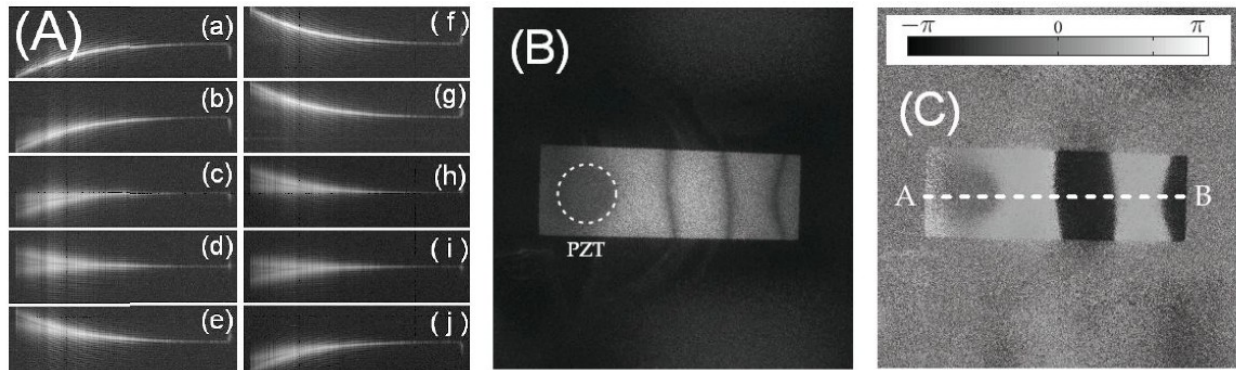 (A)
(a)
(b)
(c)
(d)
(e)
(f)
(g)
(h)
(i)
(j)
(B)
PZT
−π 0 π
(C)
A B